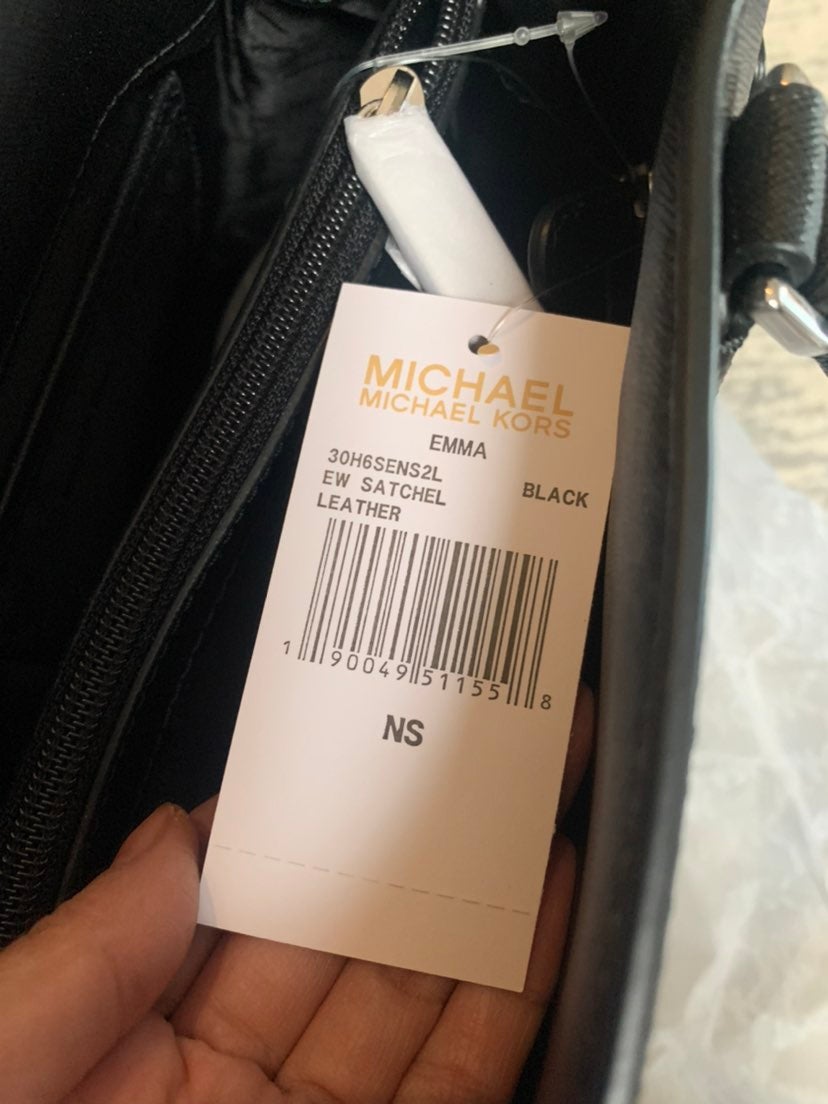 MICHAEL
MICHAEL KORS
EMMA
30H6SENS2L
EW SATCHEL BLACK
LEATHER
1 90049 51155 8
NS